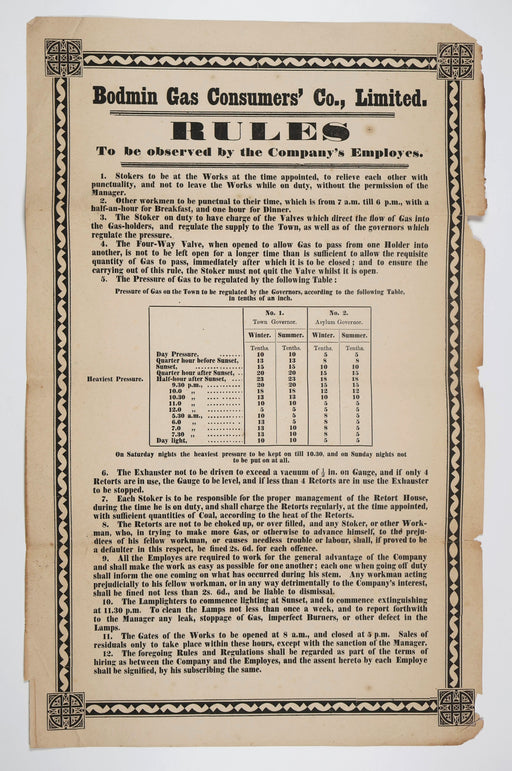 Bodmin Gas Consumers' Co., Limited.
RULES
To be observed by the Company's Employes.
1. Stokers to be at the Works at the time appointed, to relieve each other with
punctuality, and not to leave the Works while on duty, without the permission of the
Manager.
2. Other workmen to be punctual to their time, which is from 7 a.m. till 6 p.m., with a
half-an-hour for Breakfast, and one hour for Dinner.
3. The Stoker on duty to have charge of the Valves which direct the flow of Gas into
the Gas-holders, and regulate the supply to the Town, as well as of the governors which
regulate the pressure.
4. The Four-Way Valve, when opened to allow Gas to pass from one Holder into
another, is not to be left open for a longer time than is sufficient to allow the requisite
quantity of Gas to pass, immediately after which it is to be closed; and to ensure the
carrying out of this rule, the Stoker must not quit the Valve whilst it is open.
5. The Pressure of Gas to be regulated by the following Table:
Pressure of Gas on the Town to be regulated by the Governors, according to the following Table,
in tenths of an inch.
No. 1. No. 2.
Town Governor. Asylum Governor.
Winter. Summer. Winter. Summer.
Tenths. Tenths. Tenths. Tenths.
Day Pressure, ......... 10 10 5 5
Quarter hour before Sunset, ... 13 13 8 8
Sunset, ......... 15 15 10 10
Quarter hour after Sunset, ... 20 20 15 15
Heaviest Pressure. Half-hour after Sunset, ... 23 23 18 18
9.30 p.m., ......... 20 20 15 15
10.0 „ ......... 18 18 12 12
10.30 „ ......... 13 13 10 10
11.0 „ ......... 10 10 5 5
12.0 „ ......... 5 5 5 5
5.30 a.m., ......... 10 5 8 5
6.0 „ ......... 13 5 8 5
7.0 „ ......... 13 10 8 5
7.30 „ ......... 13 10 8 5
Day light, ......... 10 10 5 5
On Saturday nights the heaviest pressure to be kept on till 10.30, and on Sunday nights not
to be put on at all.
6. The Exhauster not to be driven to exceed a vacuum of ½ in. on Gauge, and if only 4
Retorts are in use, the Gauge to be level, and if less than 4 Retorts are in use the Exhauster
to be stopped.
7. Each Stoker is to be responsible for the proper management of the Retort House,
during the time he is on duty, and shall charge the Retorts regularly, at the time appointed,
with sufficient quantities of Coal, according to the heat of the Retorts.
8. The Retorts are not to be choked up, or over filled, and any Stoker, or other Work-
man, who, in trying to make more Gas, or otherwise to advance himself, to the preju-
dices of his fellow workman, or causes needless trouble or labour, shall, if proved to be
a defaulter in this respect, be fined 2s. 6d. for each offence.
9. All the Employes are required to work for the general advantage of the Company
and shall make the work as easy as possible for one another; each one when going off duty
shall inform the one coming on what has occurred during his stem. Any workman acting
prejudicially to his fellow workman, or in any way detrimentally to the Company's interest,
shall be fined not less than 2s. 6d., and be liable to dismissal.
10. The Lamplighters to commence lighting at Sunset, and to commence extinguishing
at 11.30 p.m. To clean the Lamps not less than once a week, and to report forthwith
to the Manager any leak, stoppage of Gas, imperfect Burners, or other defect in the
Lamps.
11. The Gates of the Works to be opened at 8 a.m., and closed at 5 p.m. Sales of
residuals only to take place within these hours, except with the sanction of the Manager.
12. The foregoing Rules and Regulations shall be regarded as part of the terms of
hiring as between the Company and the Employes, and the assent hereto by each Employe
shall be signified, by his subscribing the same.